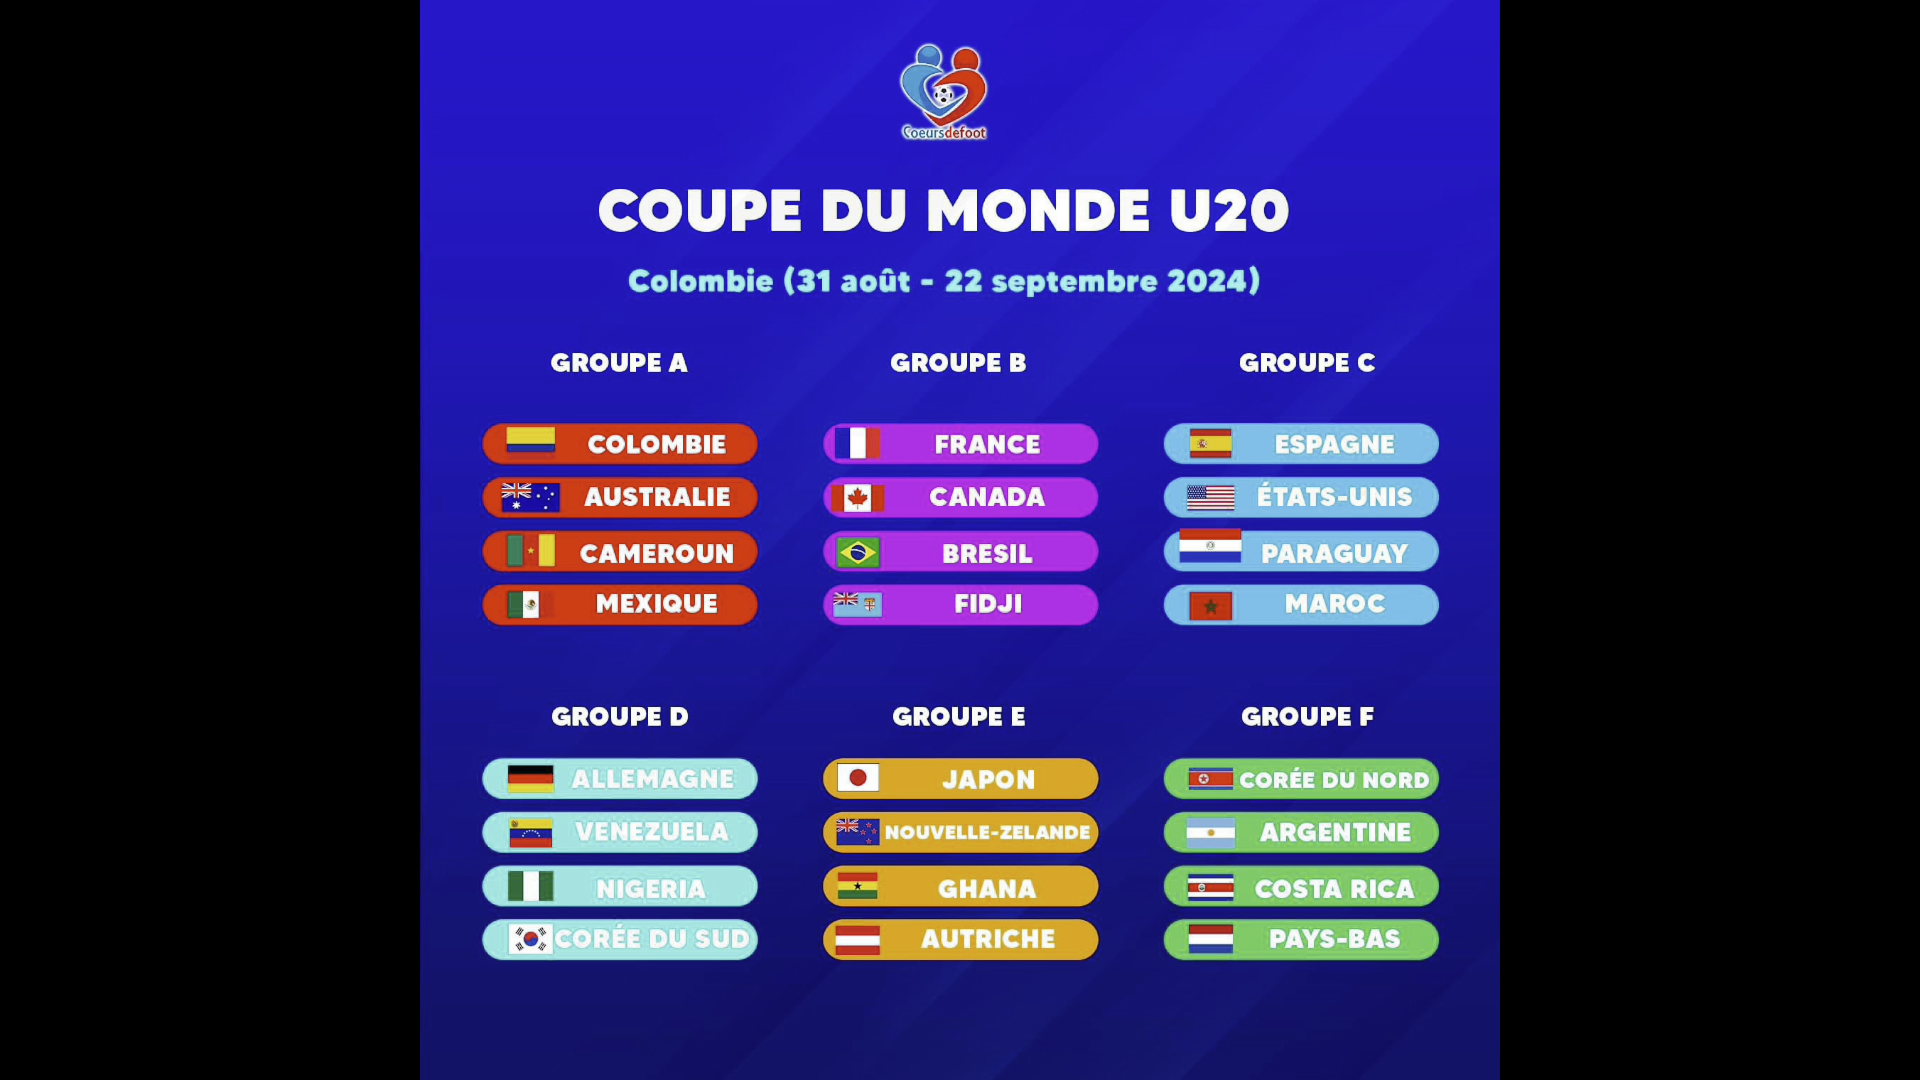 Coeursdefoot
COUPE DU MONDE U20
Colombie (31 août - 22 septembre 2024)
GROUPE A
COLOMBIE
AUSTRALIE
CAMEROUN
MEXIQUE
GROUPE B
FRANCE
CANADA
BRESIL
FIDJI
GROUPE C
ESPAGNE
ÉTATS-UNIS
PARAGUAY
MAROC
GROUPE D
ALLEMAGNE
VENEZUELA
NIGERIA
CORÉE DU SUD
GROUPE E
JAPON
NOUVELLE-ZELANDE
GHANA
AUTRICHE
GROUPE F
CORÉE DU NORD
ARGENTINE
COSTA RICA
PAYS-BAS